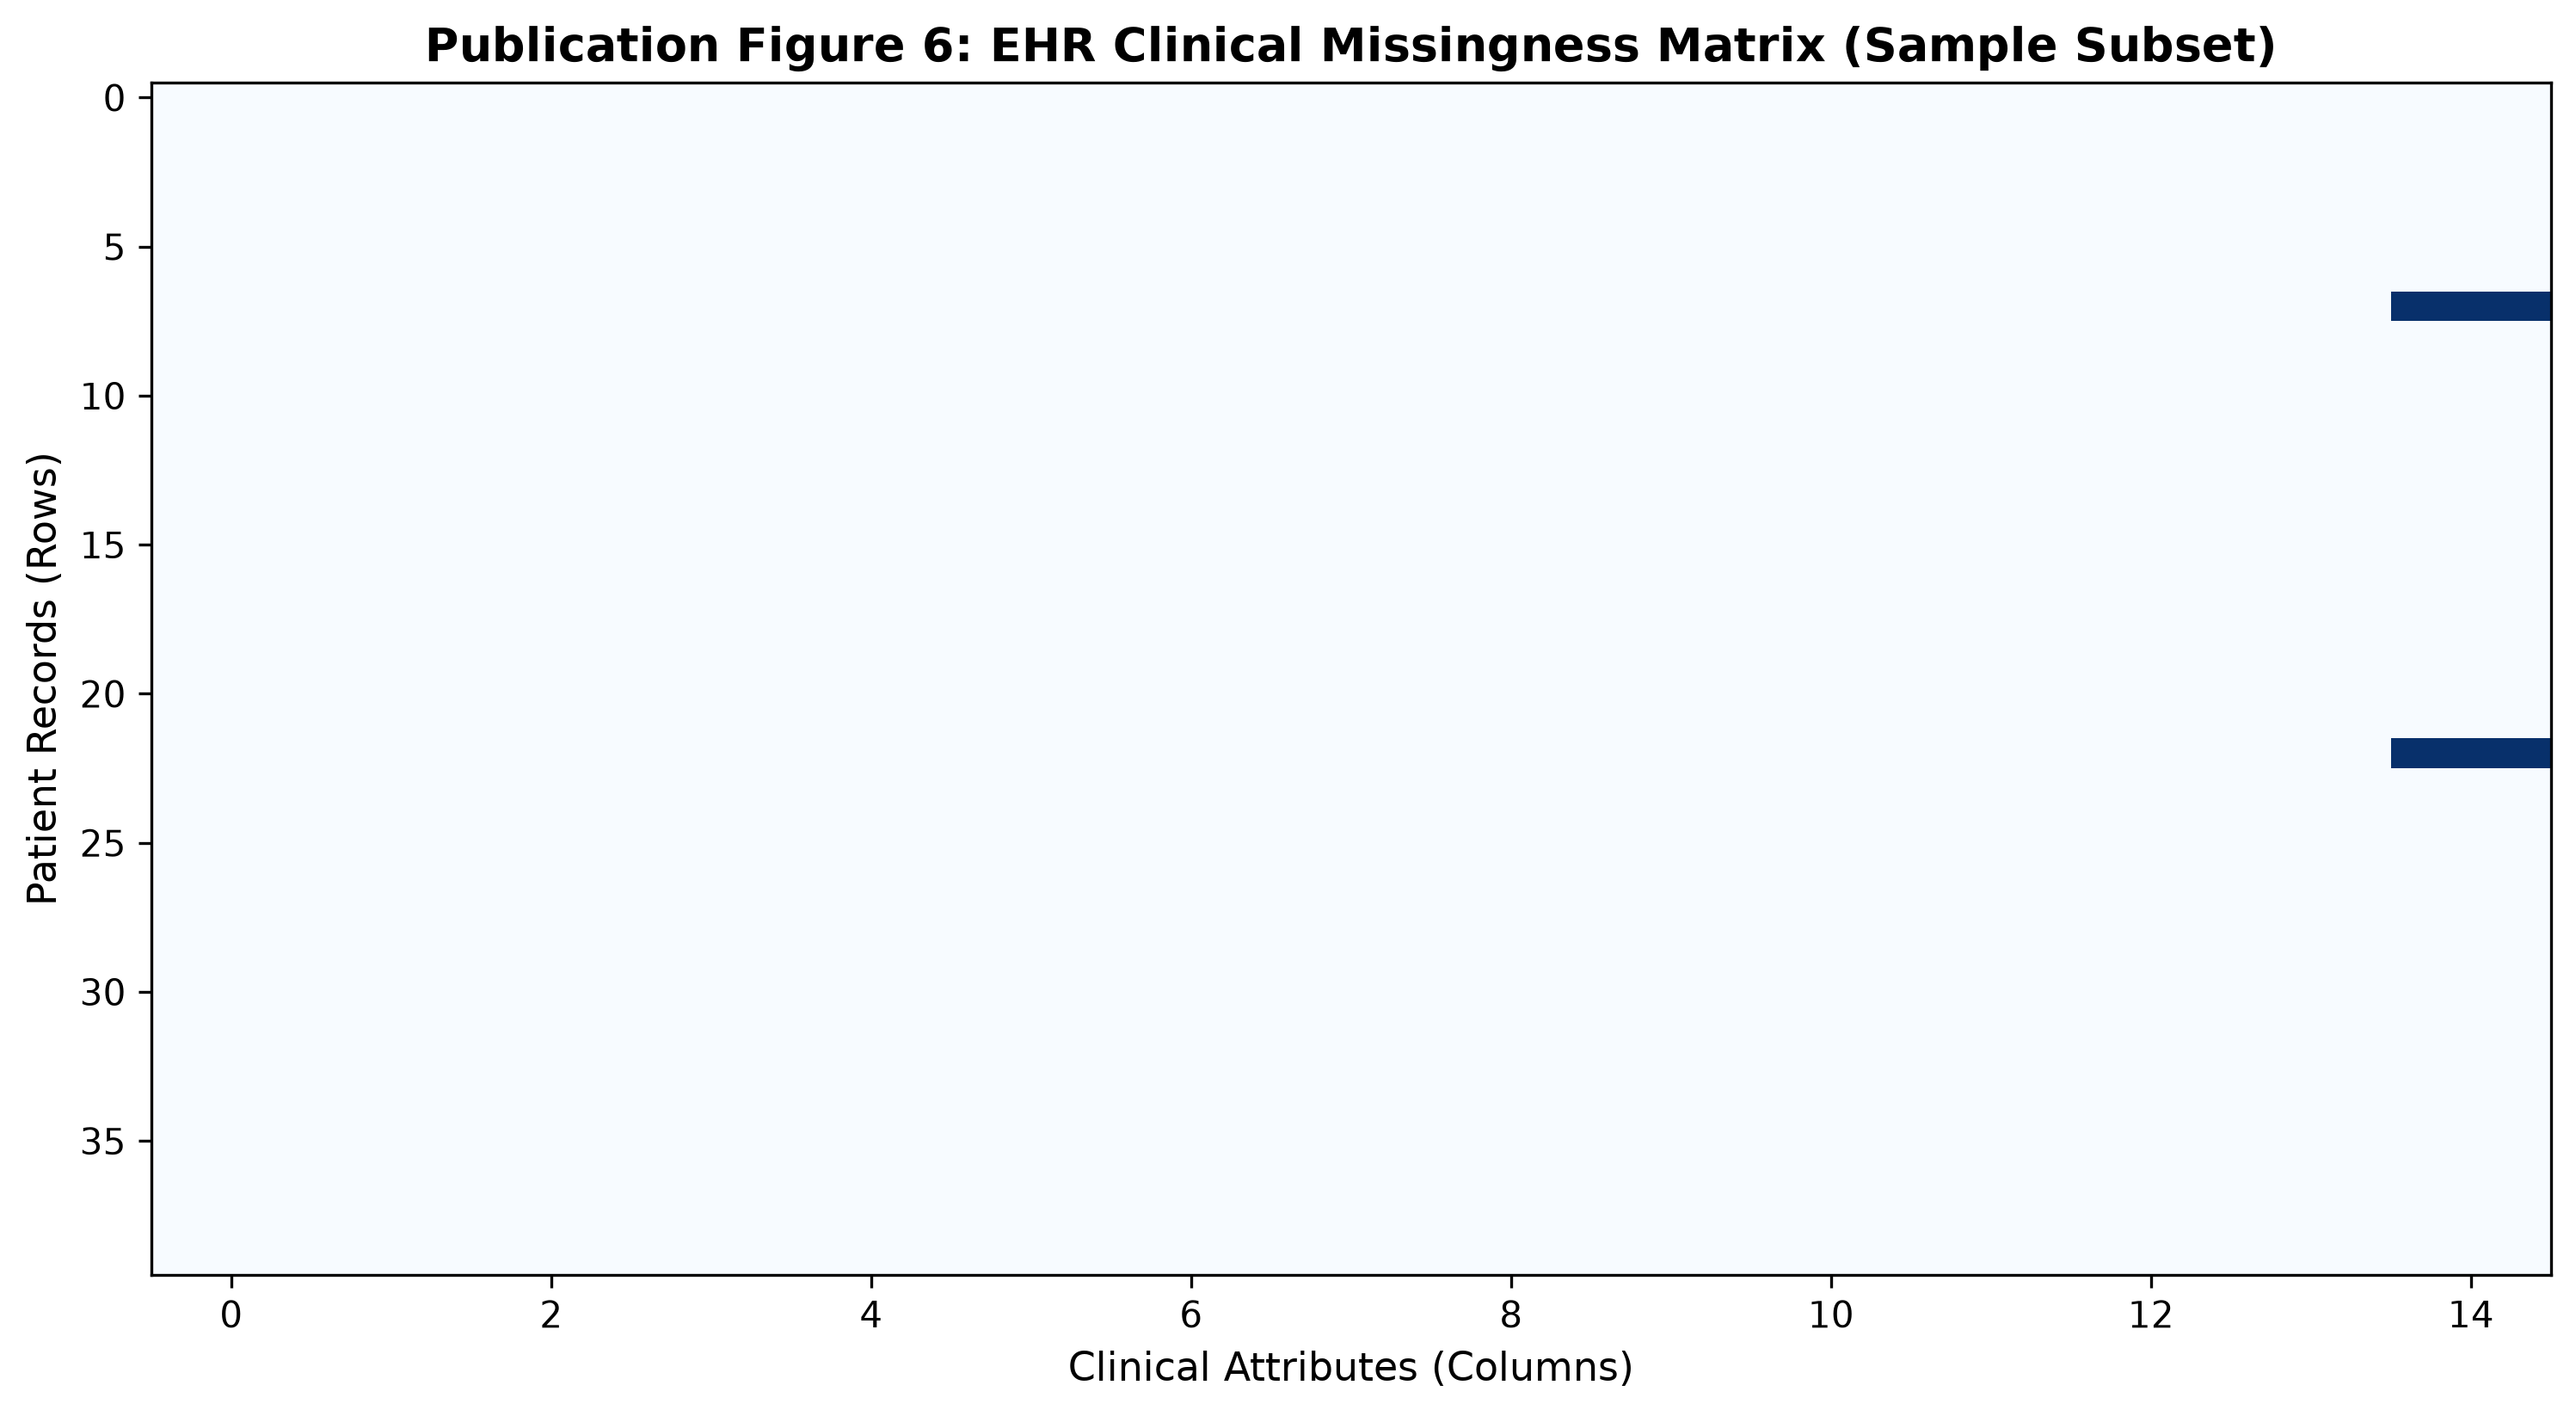 Publication Figure 6: EHR Clinical Missingness Matrix (Sample Subset)
0
5
10
15
20
25
30
35
Patient Records (Rows)
0 2 4 6 8 10 12 14
Clinical Attributes (Columns)